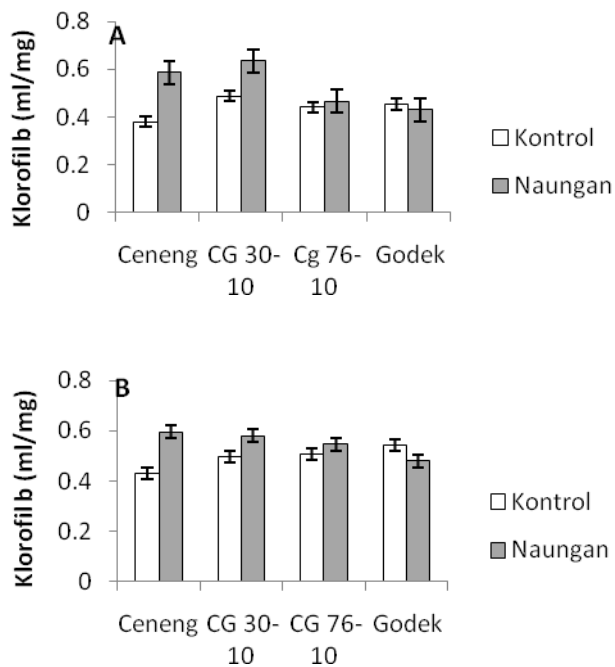 A
Klorofil b (ml/mg)
0.8
0.6
0.4
0.2
0
Ceneng CG 30-10 Cg 76-10 Godek
Kontrol
Naungan
B
Klorofil b (ml/mg)
0.8
0.6
0.4
0.2
0
Ceneng CG 30-10 CG 76-10 Godek
Kontrol
Naungan